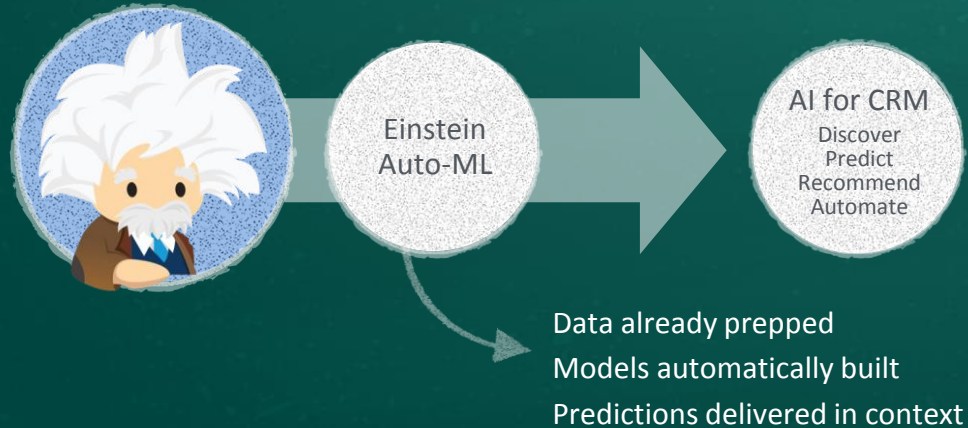 Einstein
Auto-ML
AI for CRM
Discover
Predict
Recommend
Automate
Data already prepped
Models automatically built
Predictions delivered in context